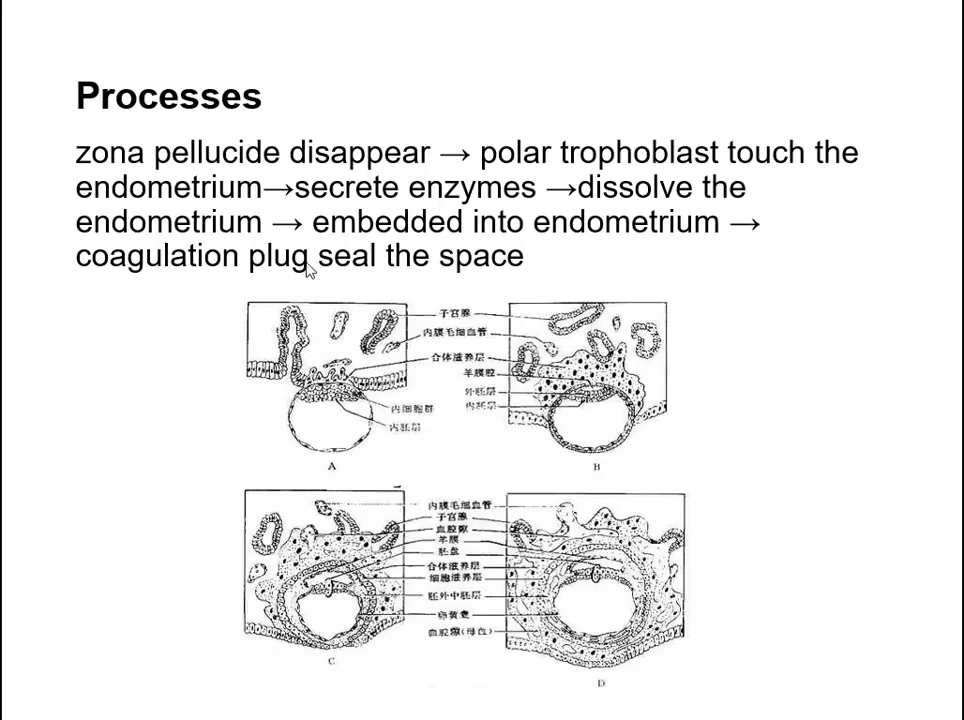 Processes
zona pellucide disappear → polar trophoblast touch the
endometrium→secrete enzymes →dissolve the
endometrium → embedded into endometrium →
coagulation plug seal the space
子宫腺
内膜毛细血管
合体滋养层
羊膜腔
外胚层
内胚层
内细胞群
内胚层
A
B
内膜毛细血管
子宫腺
血腔隙
羊膜
胚盘
合体滋养层
细胞滋养层
胚外中胚层
卵黄囊
血腔隙(母血)
C
D